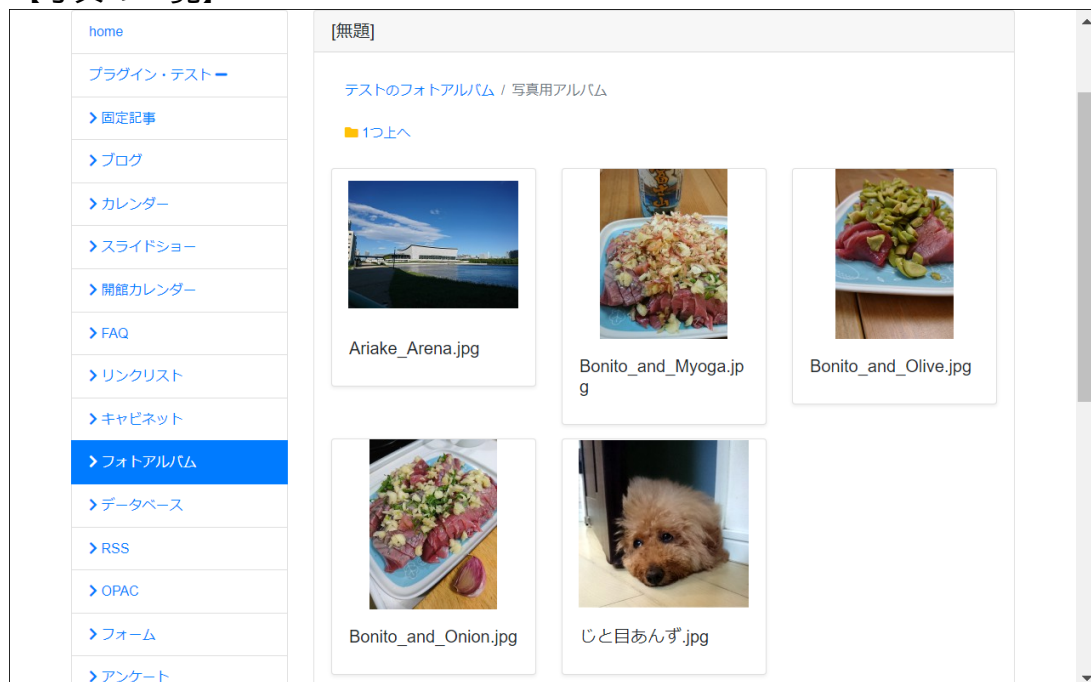 home
プラグイン・テスト
固定記事
ブログ
カレンダー
スライドショー
開館カレンダー
FAQ
リンクリスト
キャビネット
フォトアルバム
データベース
RSS
OPAC
フォーム
アンケート
[無題]
テストのフォトアルバム / 写真用アルバム
1つ上へ
Ariake_Arena.jpg
Bonito_and_Myoga.jp
g
Bonito_and_Olive.jpg
Bonito_and_Onion.jpg
じと目あんず.jpg